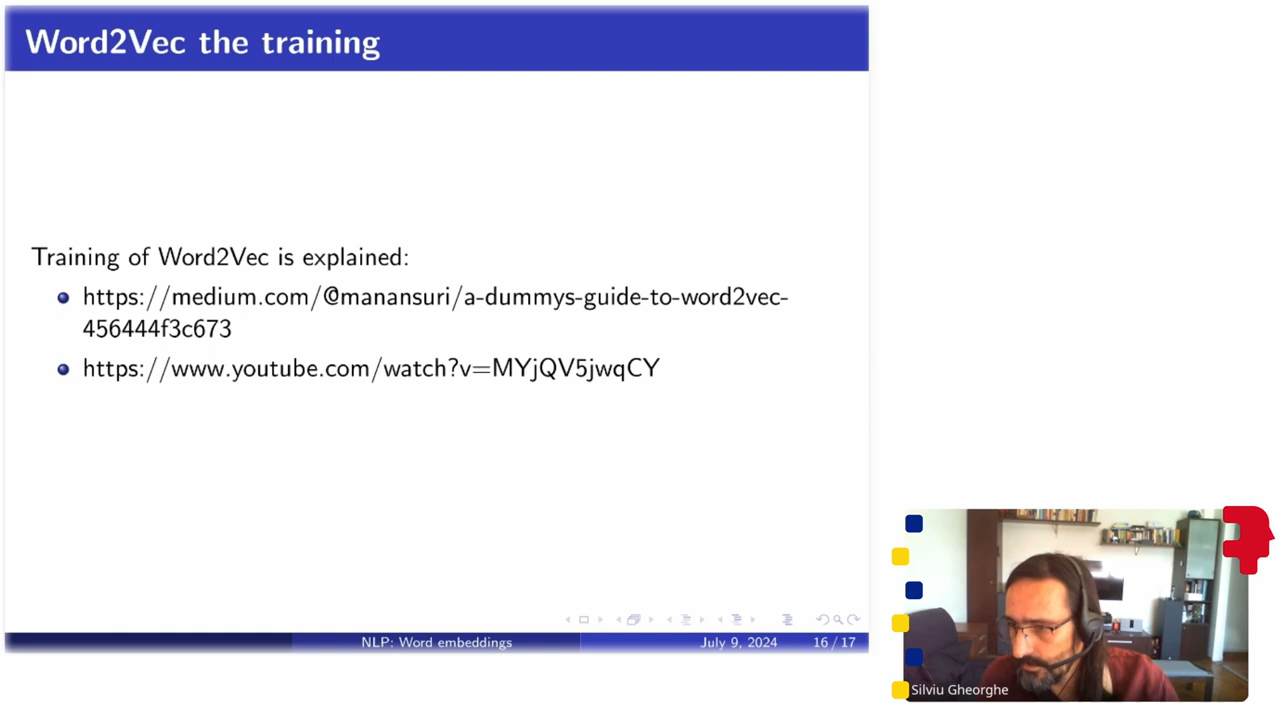 Word2Vec the training
Training of Word2Vec is explained:
https://medium.com/@manansuri/a-dummys-guide-to-word2vec-
456444f3c673
https://www.youtube.com/watch?v=MYjQV5jwqCY
NLP: Word embeddings July 9, 2024 16 / 17
Silviu Gheorghe